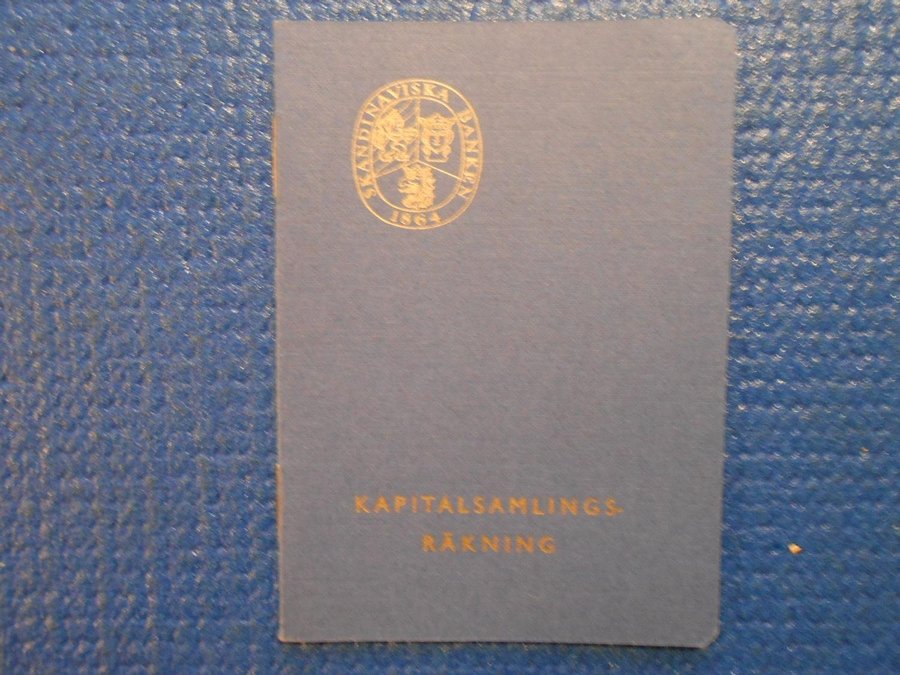 SKANDINAVISKA BANKEN
1864
KAPITALSAMLINGS-
RÄKNING